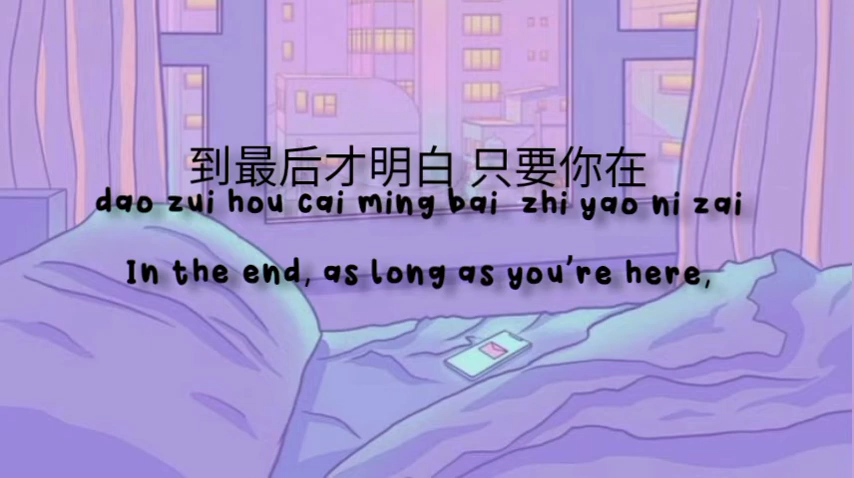 到最后才明白 只要你在
dao zui hou cai ming bai zhi yao ni zai
In the end, as long as you're here,